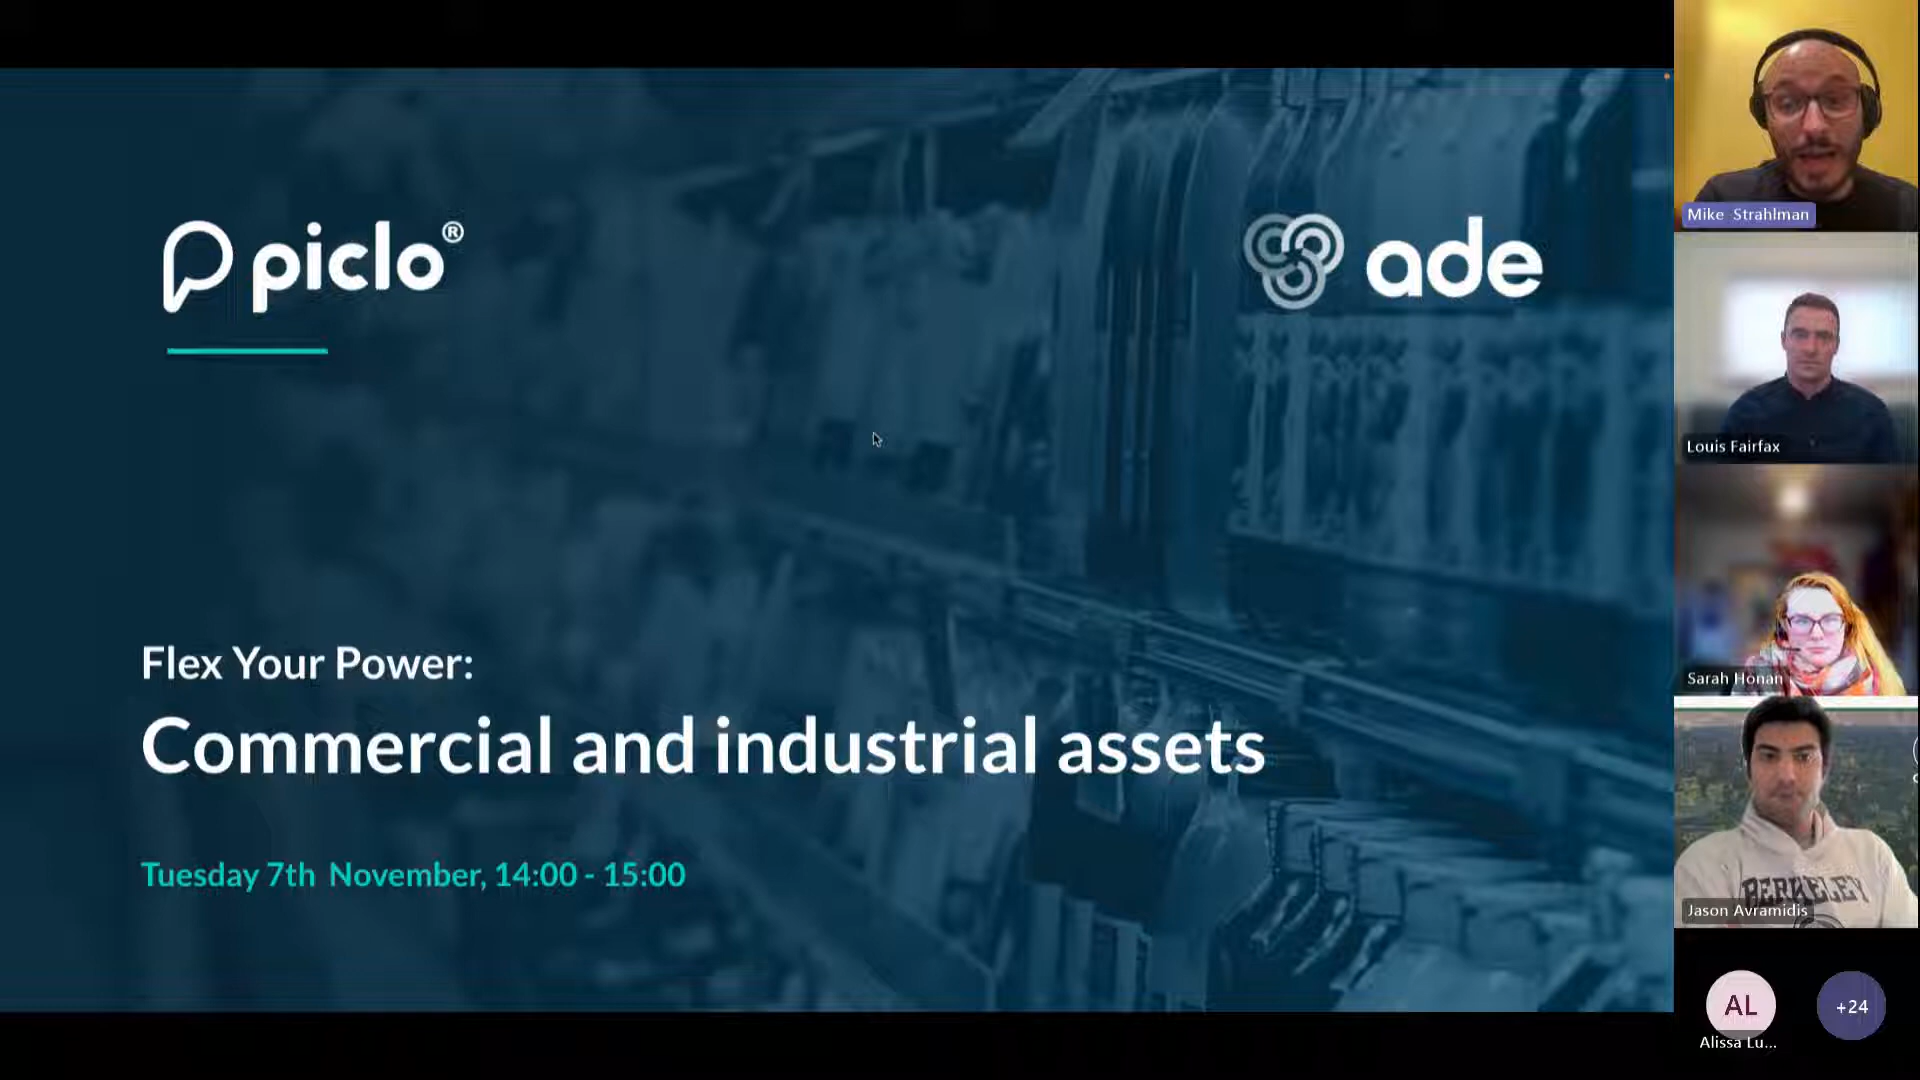 piclo®
ade
Flex Your Power:
Commercial and industrial assets
Tuesday 7th November, 14:00 - 15:00
Mike Strahlman
Louis Fairfax
Sarah Honan
BERKELEY
Jason Avramidis
AL
+24
Alissa Lu...